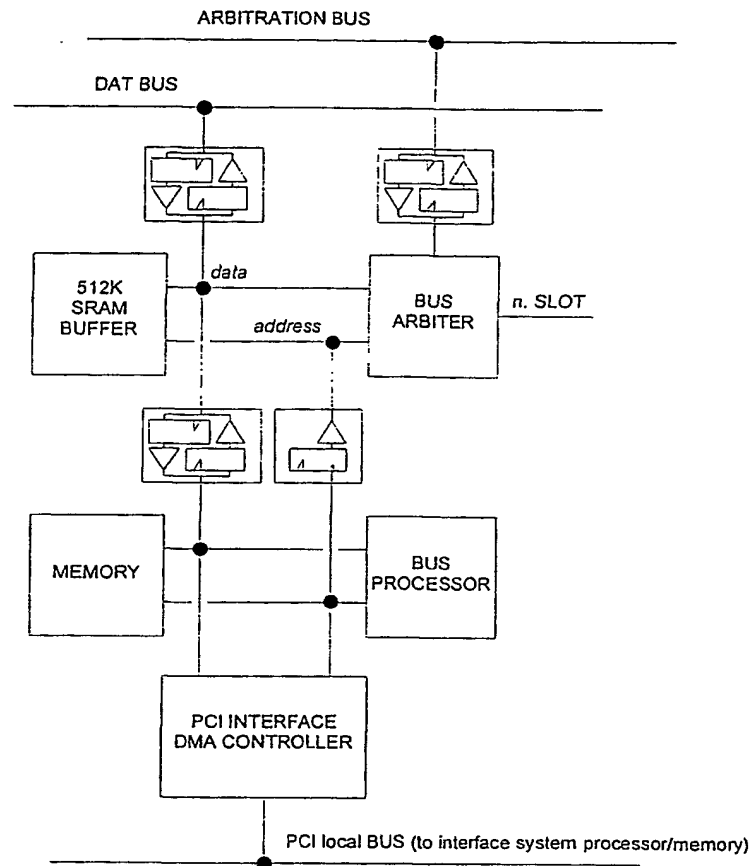 ARBITRATION BUS
DAT BUS
data
512K
SRAM
BUFFER
address
BUS
ARBITER
n. SLOT
MEMORY
BUS
PROCESSOR
PCI INTERFACE
DMA CONTROLLER
PCI local BUS (to interface system processor/memory)